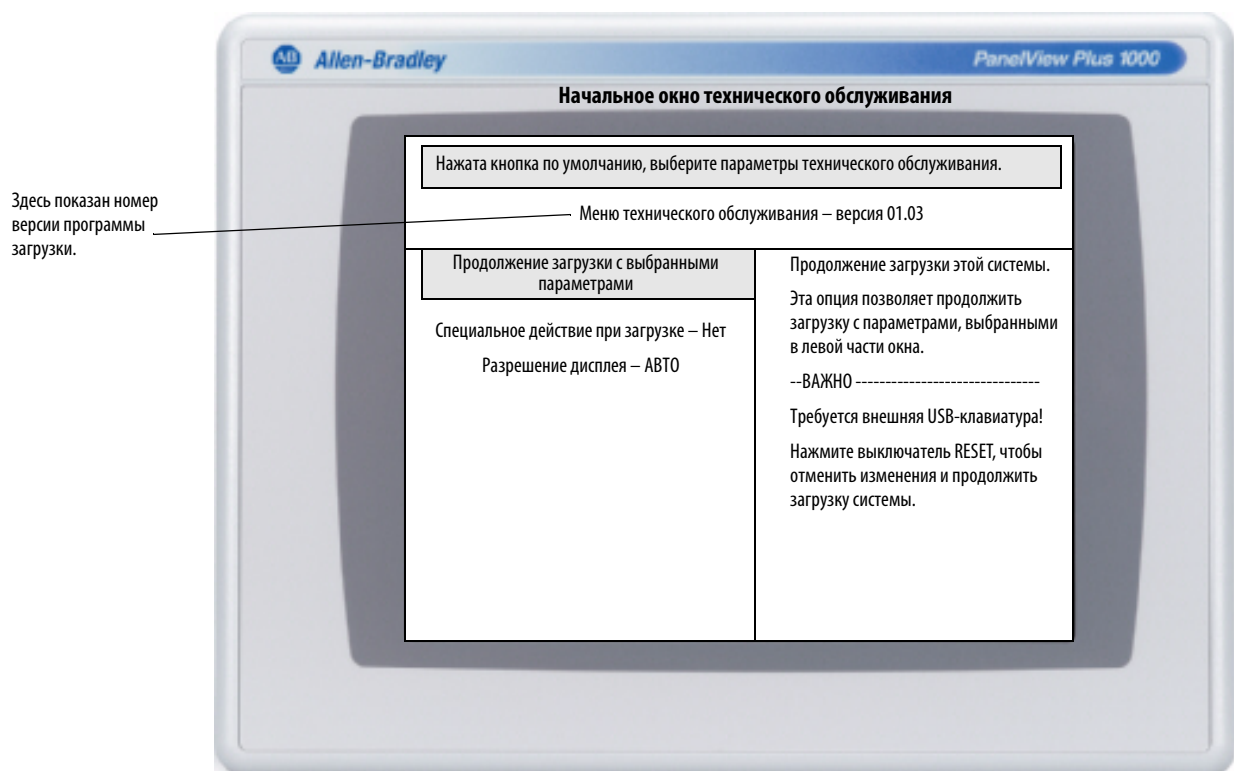 AB Allen-Bradley
PanelView Plus 1000
Начальное окно технического обслуживания
Нажата кнопка по умолчанию, выберите параметры технического обслуживания.
Здесь показан номер
версии программы
загрузки.
Меню технического обслуживания – версия 01.03
Продолжение загрузки с выбранными
параметрами
Специальное действие при загрузке – Нет
Разрешение дисплея – АВТО
Продолжение загрузки этой системы.
Эта опция позволяет продолжить
загрузку с параметрами, выбранными
в левой части окна.
--ВАЖНО -------------------------------
Требуется внешняя USB-клавиатура!
Нажмите выключатель RESET, чтобы
отменить изменения и продолжить
загрузку системы.